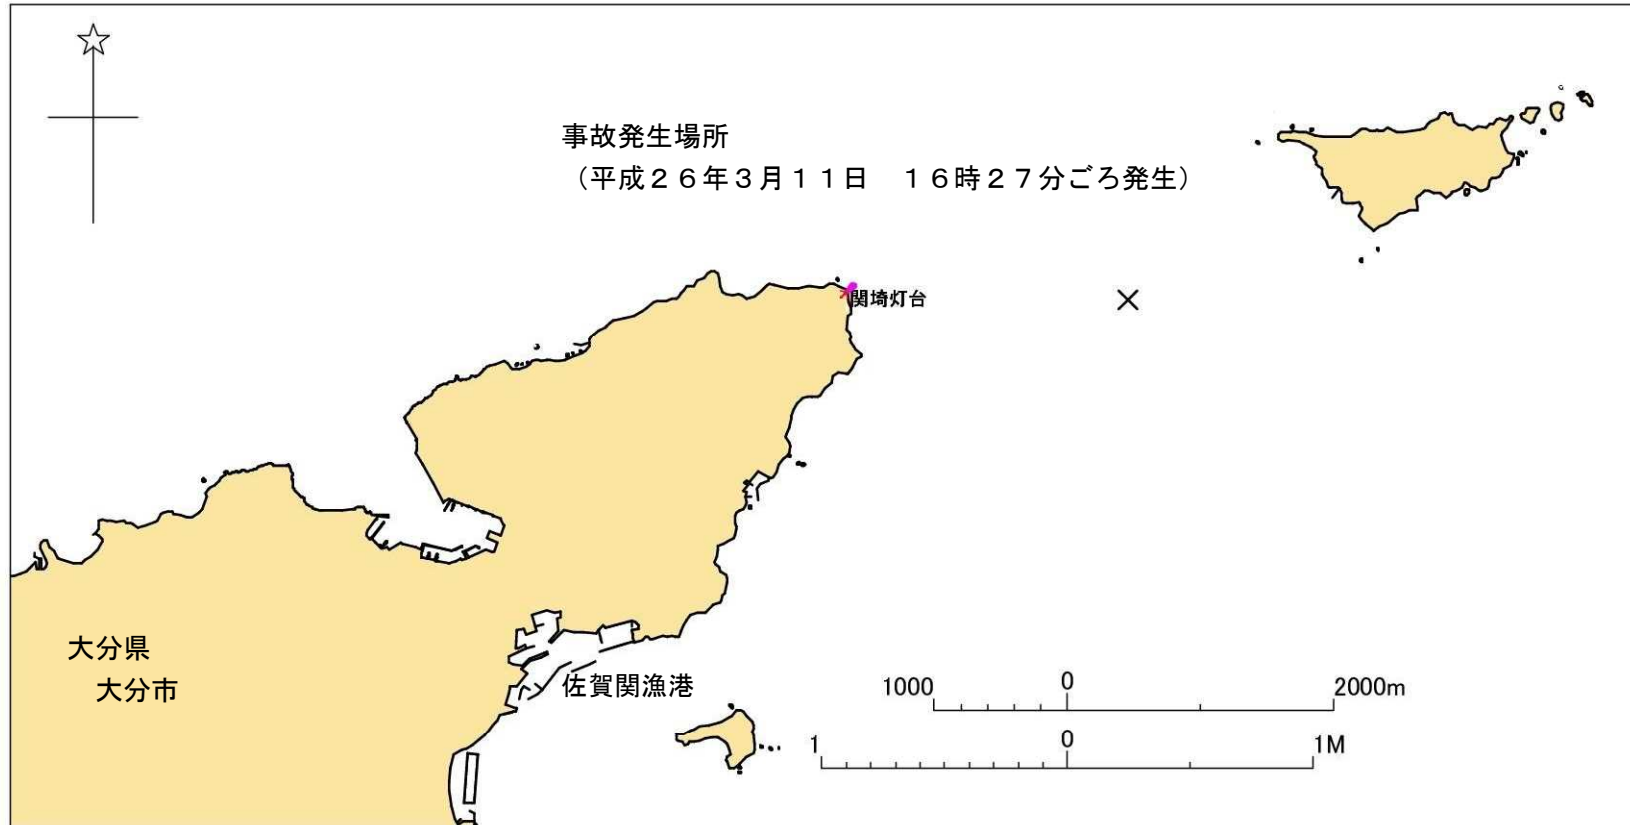 事故発生場所
(平成26年3月11日 16時27分ごろ発生)
関埼灯台
大分県
大分市
佐賀関漁港
1000 0 2000m
1 0 1M